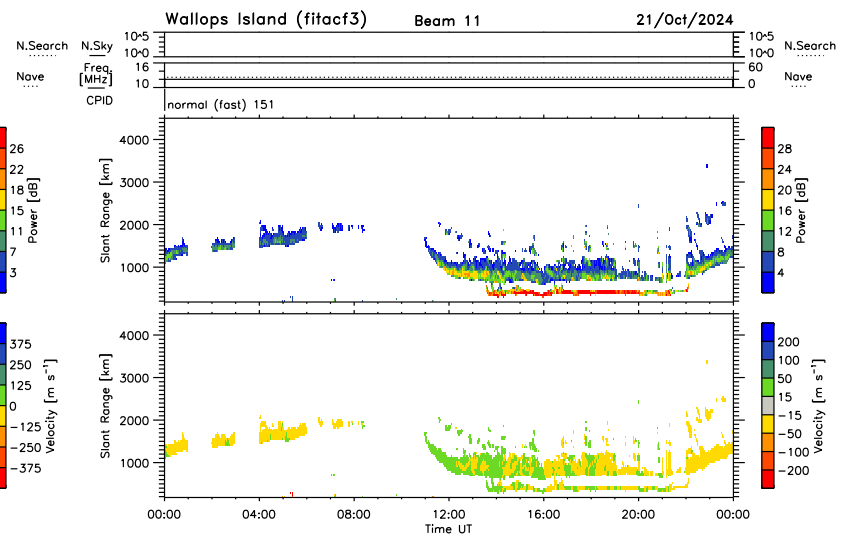 Wallops Island (fitacf3) Beam 11 21/Oct/2024
N.Search N.Sky 10^5 10^0 10^5 10^0 N.Search
Nave Freq. [MHz] 16 10 60 0 Nave
CPID normal (fast) 151
Power [dB] 26 22 18 15 11 7 3
Slant Range [km] 4000 3000 2000 1000
28 24 20 16 12 8 4 Power [dB]
375 250 125 0 -125 -250 -375 Velocity [m s⁻¹]
Slant Range [km] 4000 3000 2000 1000
200 100 50 15 -15 -50 -100 -200 Velocity [m s⁻¹]
00:00 04:00 08:00 12:00 16:00 20:00 00:00
Time UT